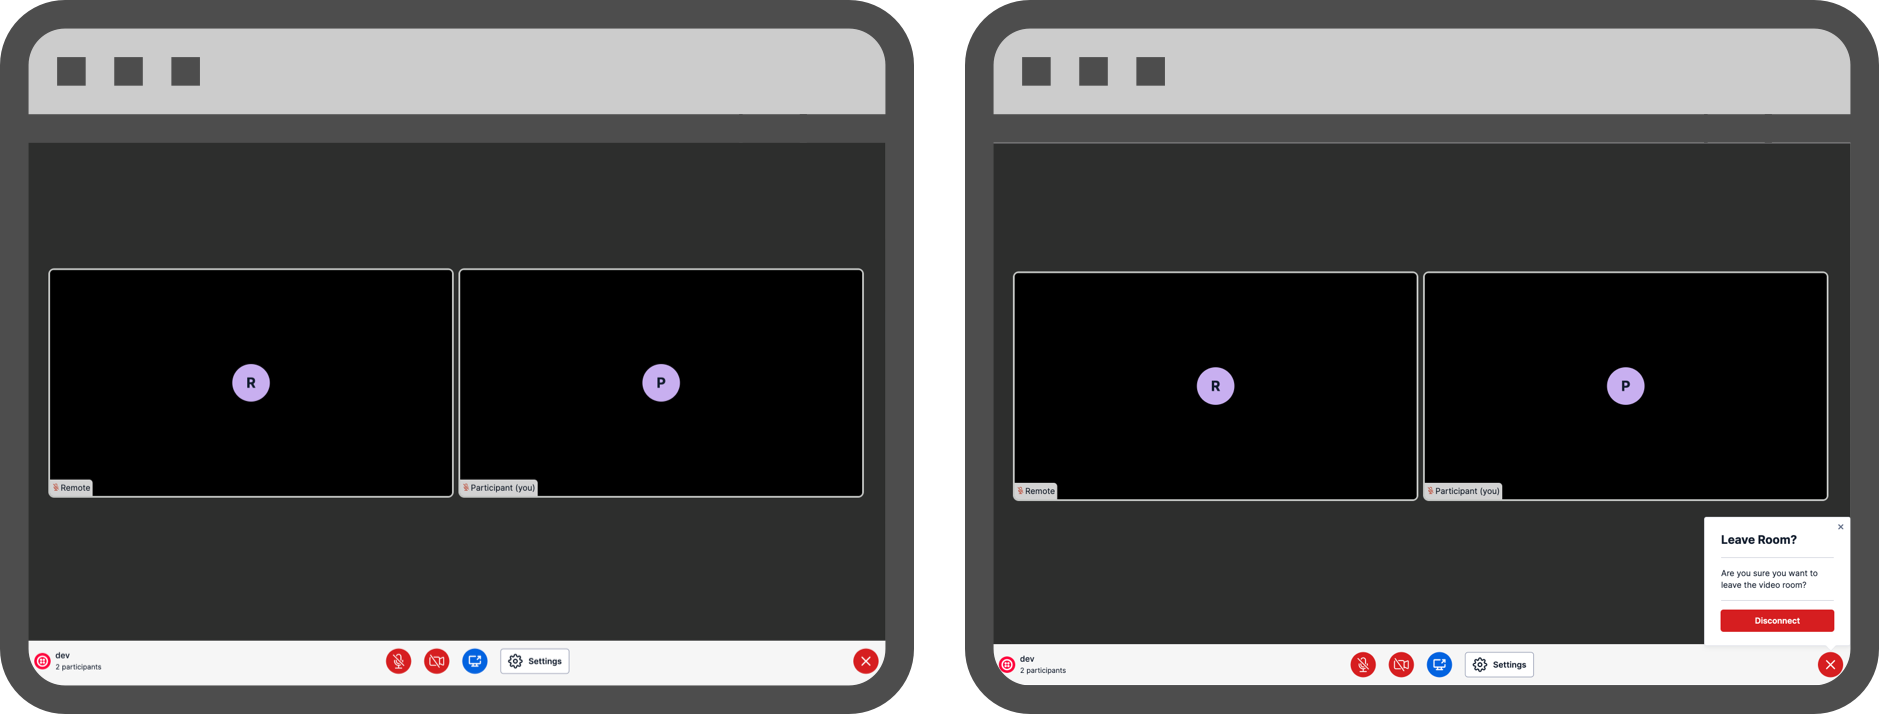 R
P
Remote
Participant (you)
dev
2 participants
Settings
R
P
Remote
Participant (you)
Leave Room?
Are you sure you want to
leave the video room?
Disconnect
dev
2 participants
Settings